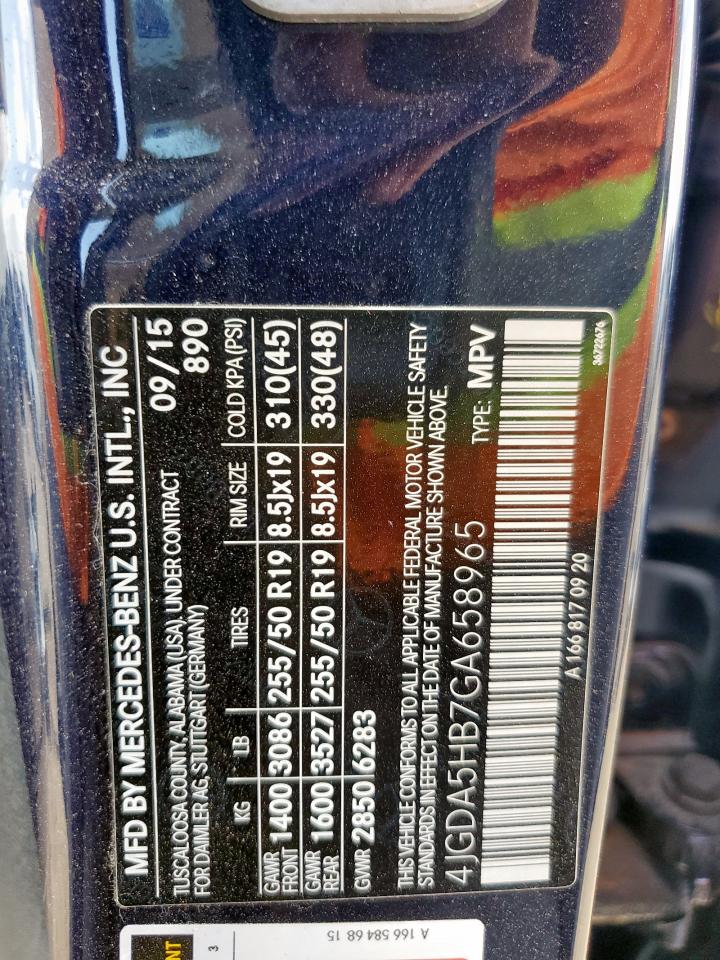 MFD BY MERCEDES-BENZ U.S. INTL., INC
TUSCALOOSA COUNTY, ALABAMA (USA), UNDER CONTRACT 09/15
FOR DAIMLER AG, STUTTGART (GERMANY) 890
KG LB TIRES RIM SIZE COLD KPA (PSI)
GAWR FRONT 1400 3086 255/50 R19 8.5Jx19 310(45)
GAWR REAR 1600 3527 255/50 R19 8.5Jx19 330(48)
GVWR 2850 6283
THIS VEHICLE CONFORMS TO ALL APPLICABLE FEDERAL MOTOR VEHICLE SAFETY
STANDARDS IN EFFECT ON THE DATE OF MANUFACTURE SHOWN ABOVE.
4JGDA5HB7GA658965 TYPE: MPV
A 166 817 09 20
36722676
A 166 584 68 15
3